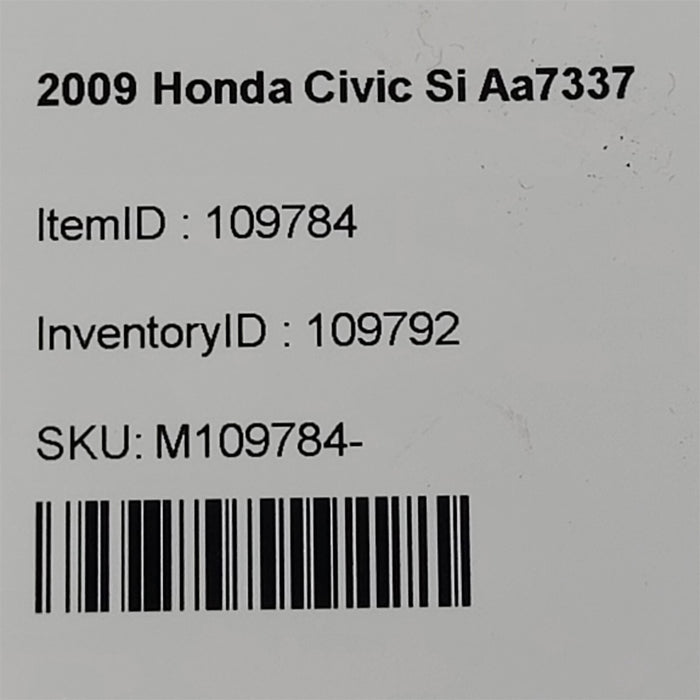 2009 Honda Civic Si Aa7337
ItemID : 109784
InventoryID : 109792
SKU: M109784-